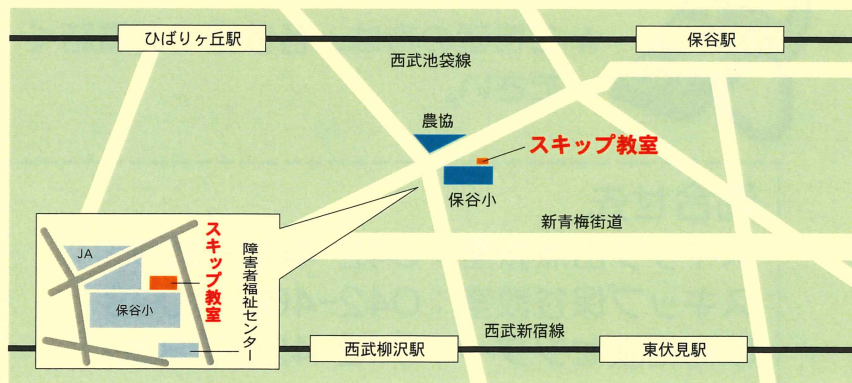 ひばりヶ丘駅
保谷駅
西武池袋線
農協
スキップ教室
保谷小
新青梅街道
JA
スキップ教室
障害者福祉センター
保谷小
西武新宿線
西武柳沢駅
東伏見駅